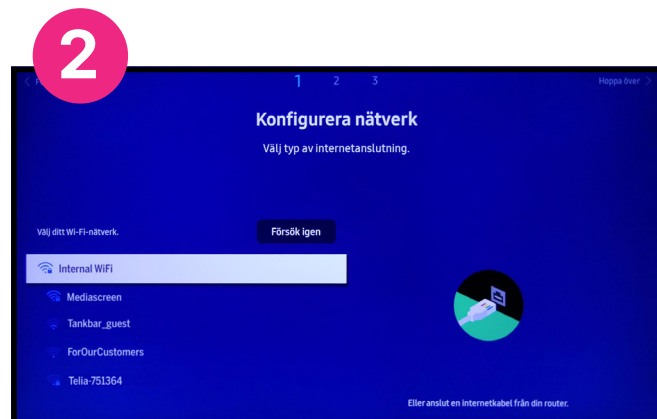 2
1 2 3
Hoppa över
Konfigurera nätverk
Välj typ av internetanslutning.
Välj ditt Wi-Fi-nätverk.
Försök igen
Internal WiFi
Mediascreen
Tankbar_guest
ForOurCustomers
Telia-751364
Eller anslut en internetkabel från din router.